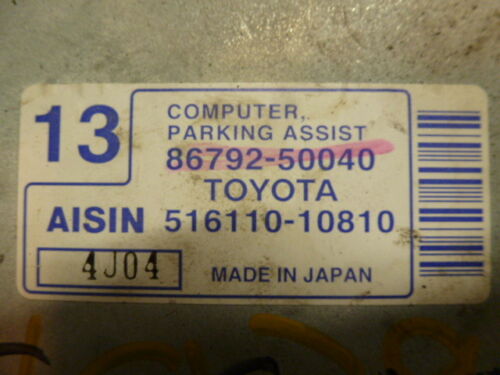 13
COMPUTER,
PARKING ASSIST
86792-50040
TOYOTA
AISIN 516110-10810
4J04
MADE IN JAPAN